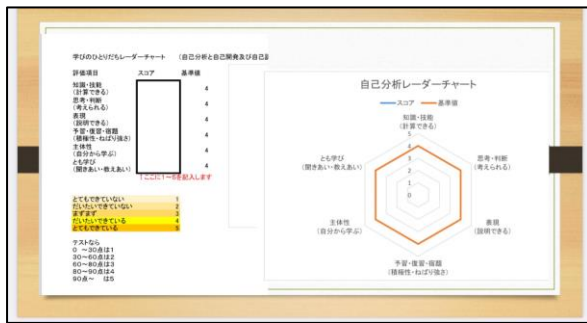 学びのひとりだちレーダーチャート （自己分析と自己開発及び自己
評価項目 スコア 基準値
知識・技能
(計算できる) 4
思考・判断
(考えられる) 4
表現
(説明できる) 4
予習・復習・宿題
(積極性・ねばり強さ) 4
主体性
(自分から学ぶ) 4
とも学び
(聞きあい・教えあい) 4
↑ここに1～5を記入します
とてもできていない 1
だいたいできていない 2
まずまず 3
だいたいできている 4
とてもできている 5
テストなら
0 ～30点は1
30～60点は2
60～80点は3
80～90点は4
90点～ は5
自己分析レーダーチャート
スコア 基準値
知識・技能
(計算できる)
5
4
3
2
1
0
思考・判断
(考えられる)
表現
(説明できる)
予習・復習・宿題
(積極性・ねばり強さ)
主体性
(自分から学ぶ)
とも学び
(聞きあい・教えあい)